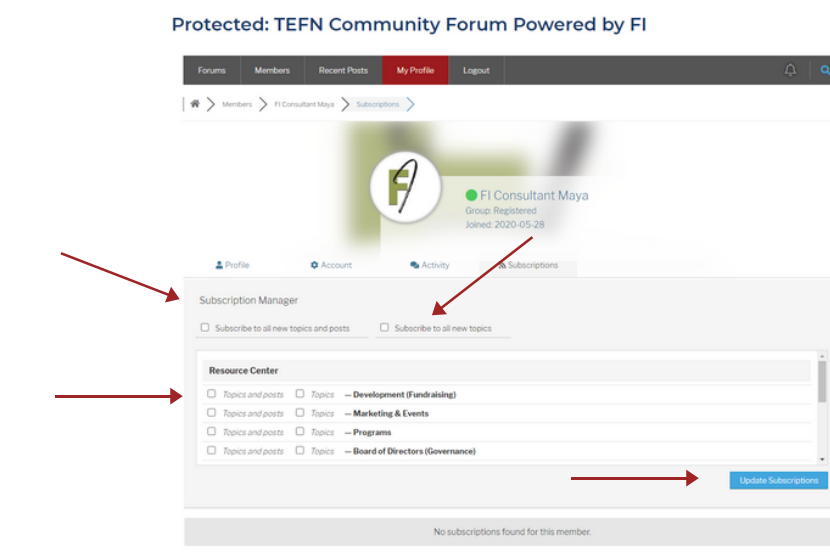 Protected: TEFN Community Forum Powered by FI
Forums Members Recent Posts My Profile Logout
Members FI Consultant Maya Subscriptions
FI
FI Consultant Maya
Group: Registered
Joined: 2020-05-28
Profile Account Activity Subscriptions
Subscription Manager
Subscribe to all new topics and posts Subscribe to all new topics
Resource Center
Topics and posts Topics — Development (Fundraising)
Topics and posts Topics — Marketing & Events
Topics and posts Topics — Programs
Topics and posts Topics — Board of Directors (Governance)
Update Subscriptions
No subscriptions found for this member.